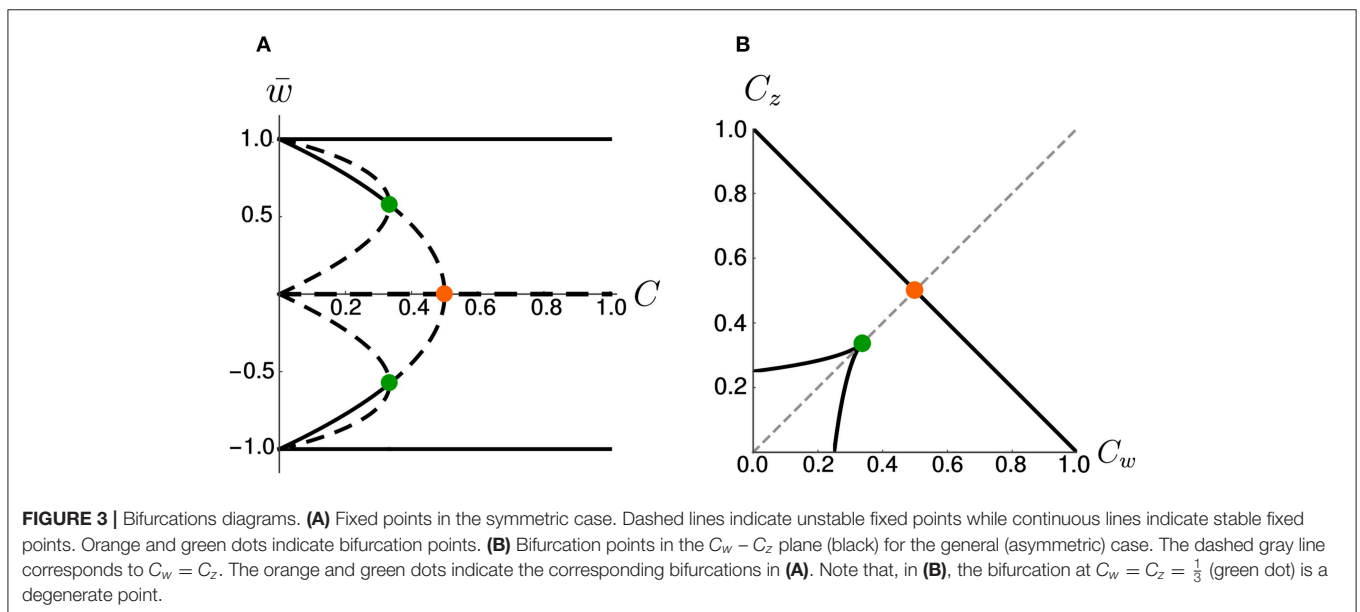 A
w̄
1.0
0.5
−0.5
−1.0
0.2
0.4
0.6
0.8
1.0
C
B
C_z
1.0
0.8
0.6
0.4
0.2
0.0
0.2
0.4
0.6
0.8
1.0
C_w
FIGURE 3 | Bifurcations diagrams. (A) Fixed points in the symmetric case. Dashed lines indicate unstable fixed points while continuous lines indicate stable fixed
points. Orange and green dots indicate bifurcation points. (B) Bifurcation points in the C_w – C_z plane (black) for the general (asymmetric) case. The dashed gray line
corresponds to C_w = C_z. The orange and green dots indicate the corresponding bifurcations in (A). Note that, in (B), the bifurcation at C_w = C_z = 1/3 (green dot) is a
degenerate point.